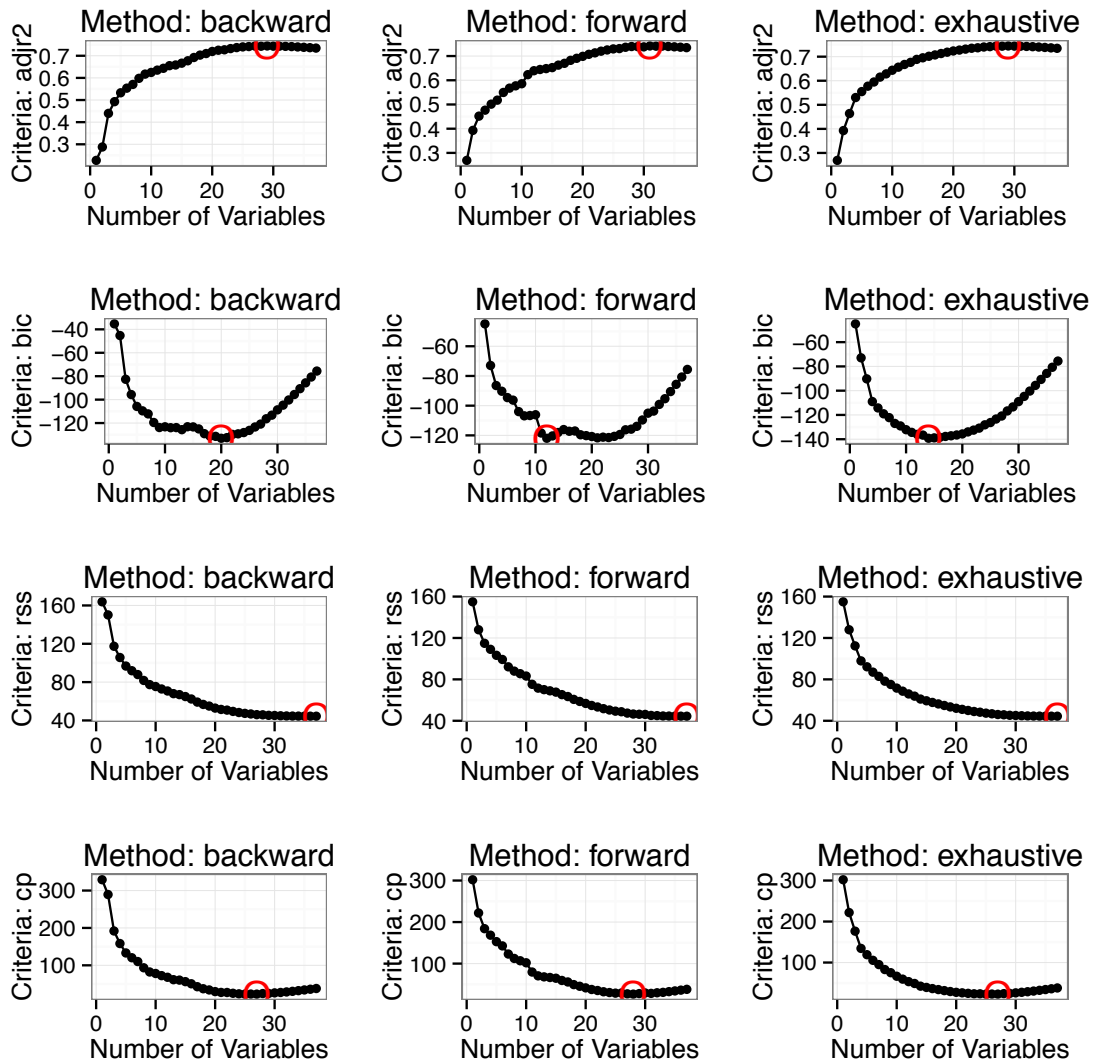 Method: backward
Method: forward
Method: exhaustive
Criteria: adjr2
0.7
0.6
0.5
0.4
0.3
0 10 20 30
Number of Variables
Criteria: adjr2
0.7
0.6
0.5
0.4
0.3
0 10 20 30
Number of Variables
Criteria: adjr2
0.7
0.6
0.5
0.4
0.3
0 10 20 30
Number of Variables
Method: backward
Method: forward
Method: exhaustive
Criteria: bic
−40
−60
−80
−100
−120
0 10 20 30
Number of Variables
Criteria: bic
−60
−80
−100
−120
0 10 20 30
Number of Variables
Criteria: bic
−60
−80
−100
−120
−140
0 10 20 30
Number of Variables
Method: backward
Method: forward
Method: exhaustive
Criteria: rss
160
120
80
40
0 10 20 30
Number of Variables
Criteria: rss
160
120
80
40
0 10 20 30
Number of Variables
Criteria: rss
160
120
80
40
0 10 20 30
Number of Variables
Method: backward
Method: forward
Method: exhaustive
Criteria: cp
300
200
100
0 10 20 30
Number of Variables
Criteria: cp
300
200
100
0 10 20 30
Number of Variables
Criteria: cp
300
200
100
0 10 20 30
Number of Variables